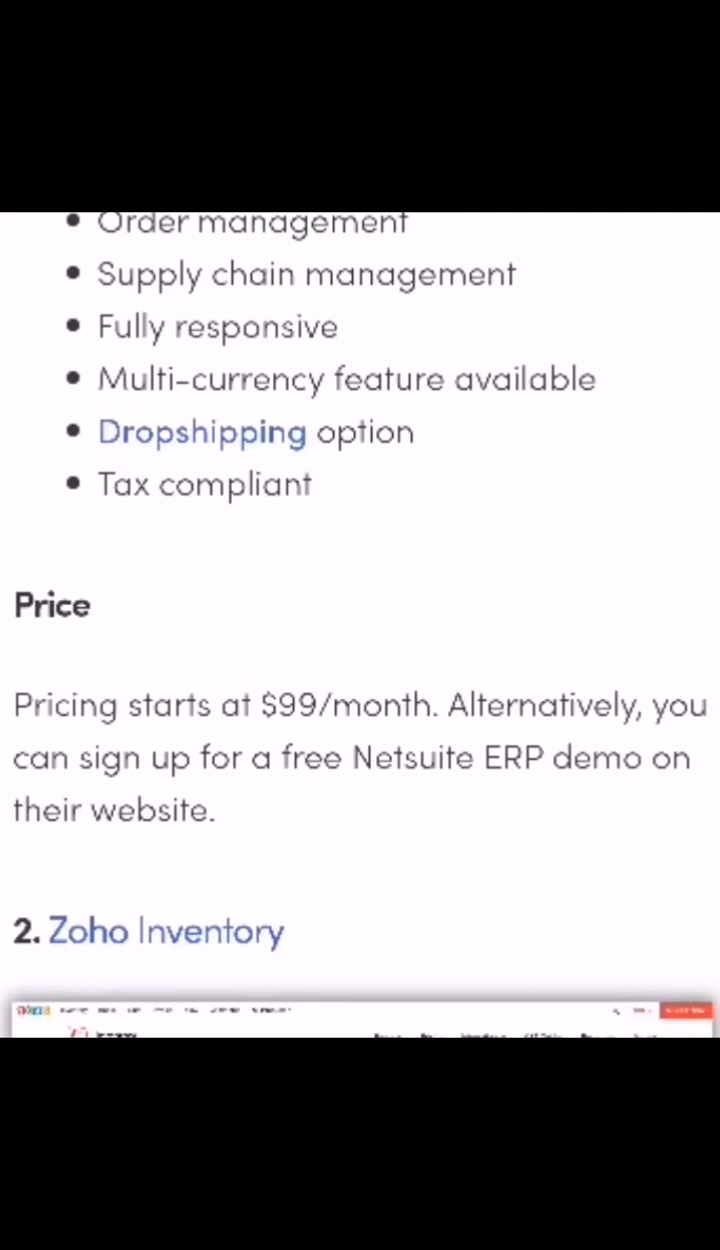 Order management
Supply chain management
Fully responsive
Multi-currency feature available
Dropshipping option
Tax compliant
Price
Pricing starts at $99/month. Alternatively, you
can sign up for a free Netsuite ERP demo on
their website.
2. Zoho Inventory